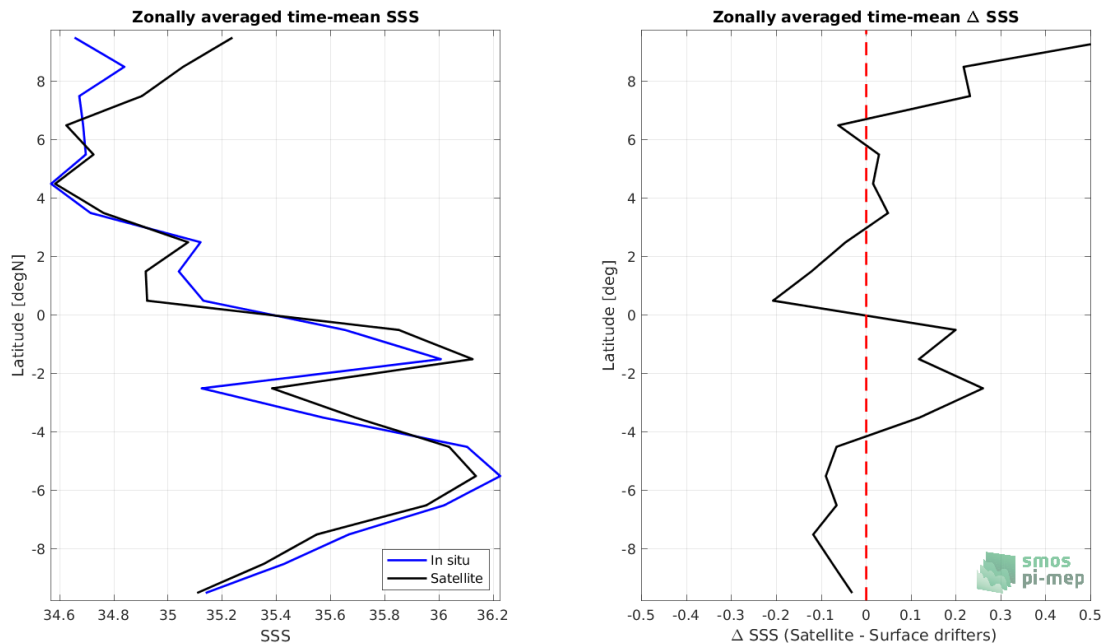 Zonally averaged time-mean SSS
8
6
4
2
0
-2
-4
-6
-8
Latitude [degN]
34.6 34.8 35 35.2 35.4 35.6 35.8 36 36.2
SSS
In situ
Satellite
Zonally averaged time-mean Δ SSS
8
6
4
2
0
-2
-4
-6
-8
Latitude [deg]
-0.5 -0.4 -0.3 -0.2 -0.1 0 0.1 0.2 0.3 0.4 0.5
Δ SSS (Satellite - Surface drifters)
smos
pi-mep